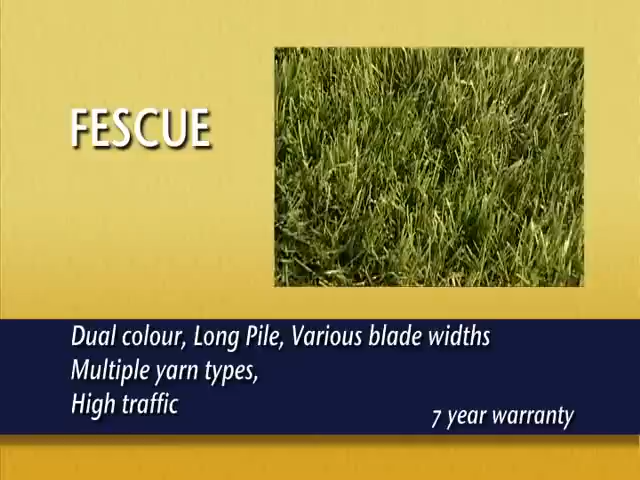 FESCUE
Dual colour, Long Pile, Various blade widths
Multiple yarn types,
High traffic
7 year warranty